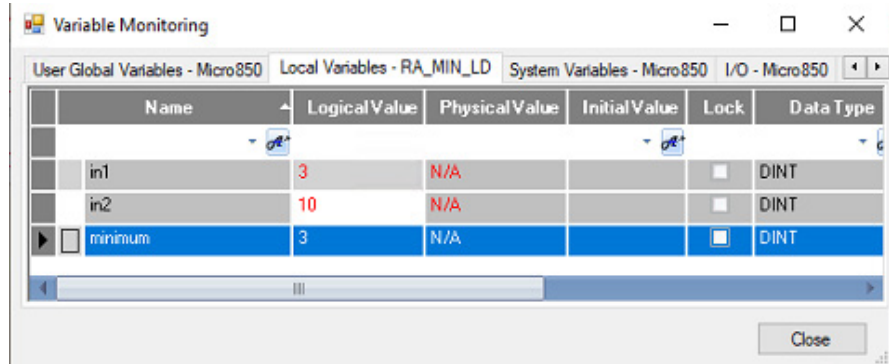 Variable Monitoring
User Global Variables - Micro850 Local Variables - RA_MIN_LD System Variables - Micro850 I/O - Micro850
Name Logical Value Physical Value Initial Value Lock Data Type
in1 3 N/A DINT
in2 10 N/A DINT
minimum 3 N/A DINT
Close